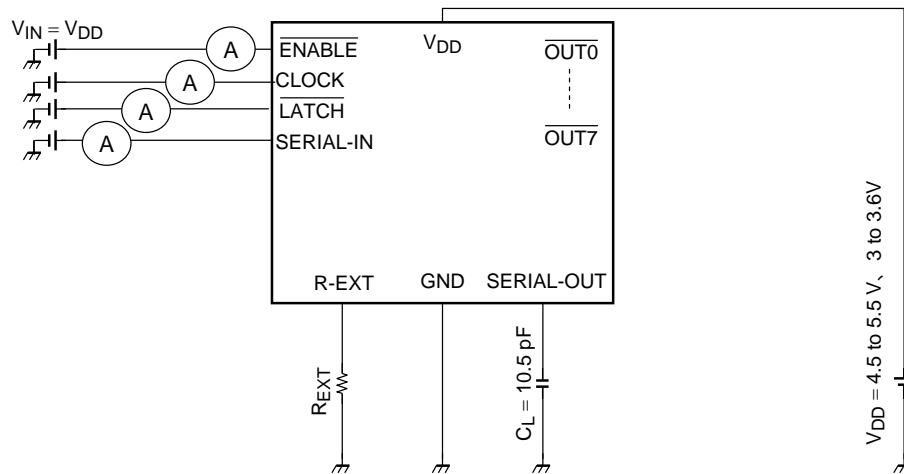 V_IN = V_DD
A
ENABLE
V_DD
OUT0
A
CLOCK
A
LATCH
A
SERIAL-IN
OUT7
R-EXT
GND
SERIAL-OUT
R_EXT
C_L = 10.5 pF
V_DD = 4.5 to 5.5 V、 3 to 3.6V